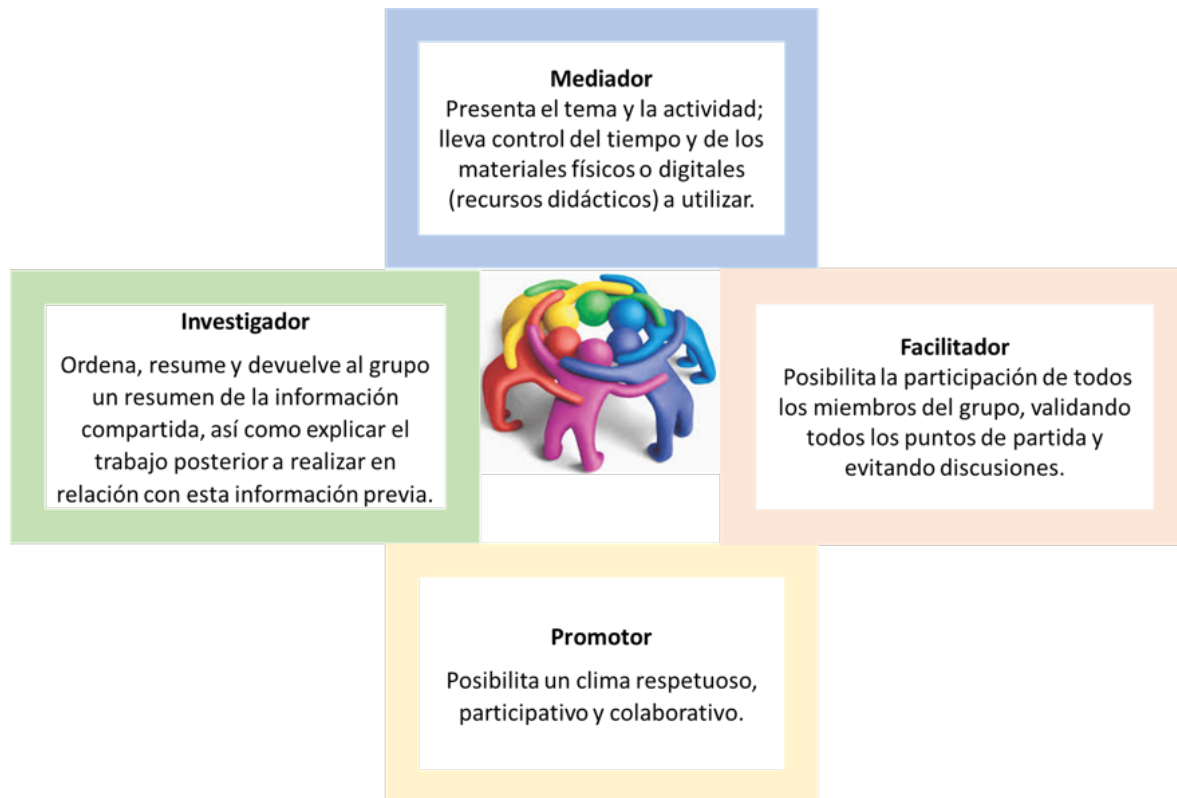 Mediador
Presenta el tema y la actividad;
lleva control del tiempo y de los
materiales físicos o digitales
(recursos didácticos) a utilizar.
Investigador
Ordena, resume y devuelve al grupo
un resumen de la información
compartida, así como explicar el
trabajo posterior a realizar en
relación con esta información previa.
Facilitador
Posibilita la participación de todos
los miembros del grupo, validando
todos los puntos de partida y
evitando discusiones.
Promotor
Posibilita un clima respetuoso,
participativo y colaborativo.